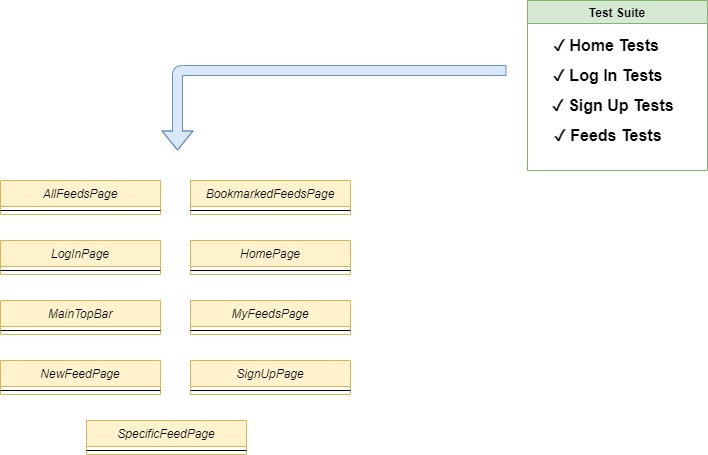 Test Suite
✓ Home Tests
✓ Log In Tests
✓ Sign Up Tests
✓ Feeds Tests
AllFeedsPage
BookmarkedFeedsPage
LogInPage
HomePage
MainTopBar
MyFeedsPage
NewFeedPage
SignUpPage
SpecificFeedPage